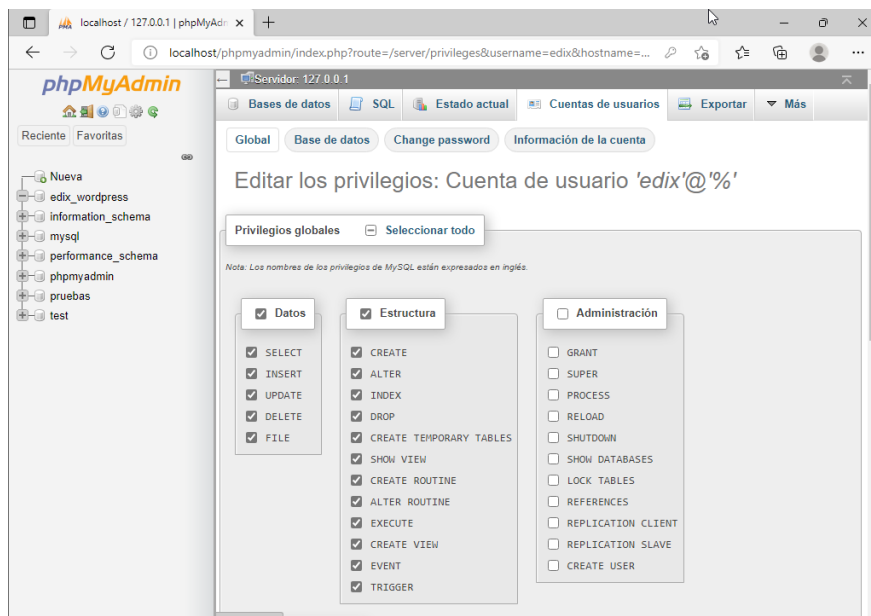 localhost / 127.0.0.1 | phpMyAdn
localhost/phpmyadmin/index.php?route=/server/privileges&username=edix&hostname=...
phpMyAdmin
Reciente Favoritas
Nueva
edix_wordpress
information_schema
mysql
performance_schema
phpmyadmin
pruebas
test
Servidor: 127.0.0.1
Bases de datos SQL Estado actual Cuentas de usuarios Exportar Más
Global Base de datos Change password Información de la cuenta
Editar los privilegios: Cuenta de usuario 'edix'@'%'
Privilegios globales Seleccionar todo
Nota: Los nombres de los privilegios de MySQL están expresados en inglés.
Datos
SELECT
INSERT
UPDATE
DELETE
FILE
Estructura
CREATE
ALTER
INDEX
DROP
CREATE TEMPORARY TABLES
SHOW VIEW
CREATE ROUTINE
ALTER ROUTINE
EXECUTE
CREATE VIEW
EVENT
TRIGGER
Administración
GRANT
SUPER
PROCESS
RELOAD
SHUTDOWN
SHOW DATABASES
LOCK TABLES
REFERENCES
REPLICATION CLIENT
REPLICATION SLAVE
CREATE USER